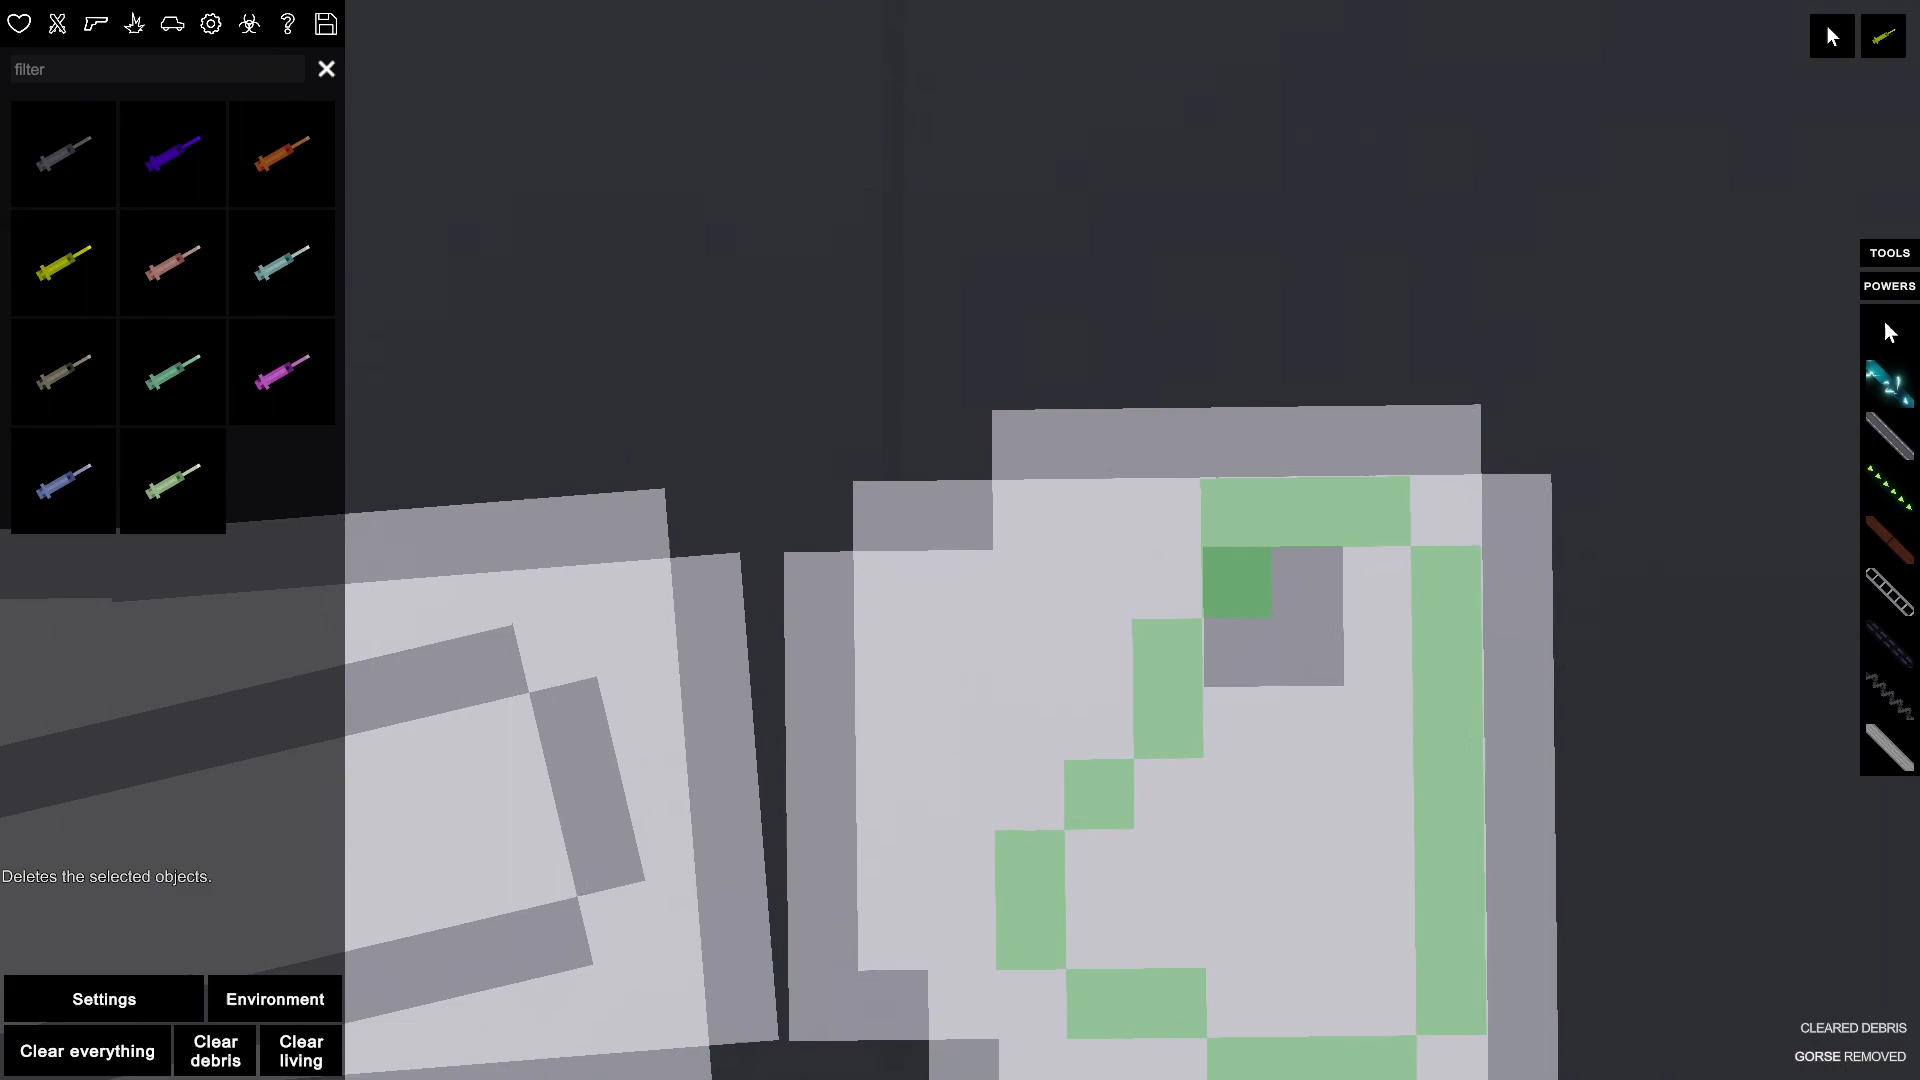 filter
TOOLS
POWERS
Deletes the selected objects.
Settings
Environment
Clear everything
Clear debris
Clear living
CLEARED DEBRIS
GORSE REMOVED